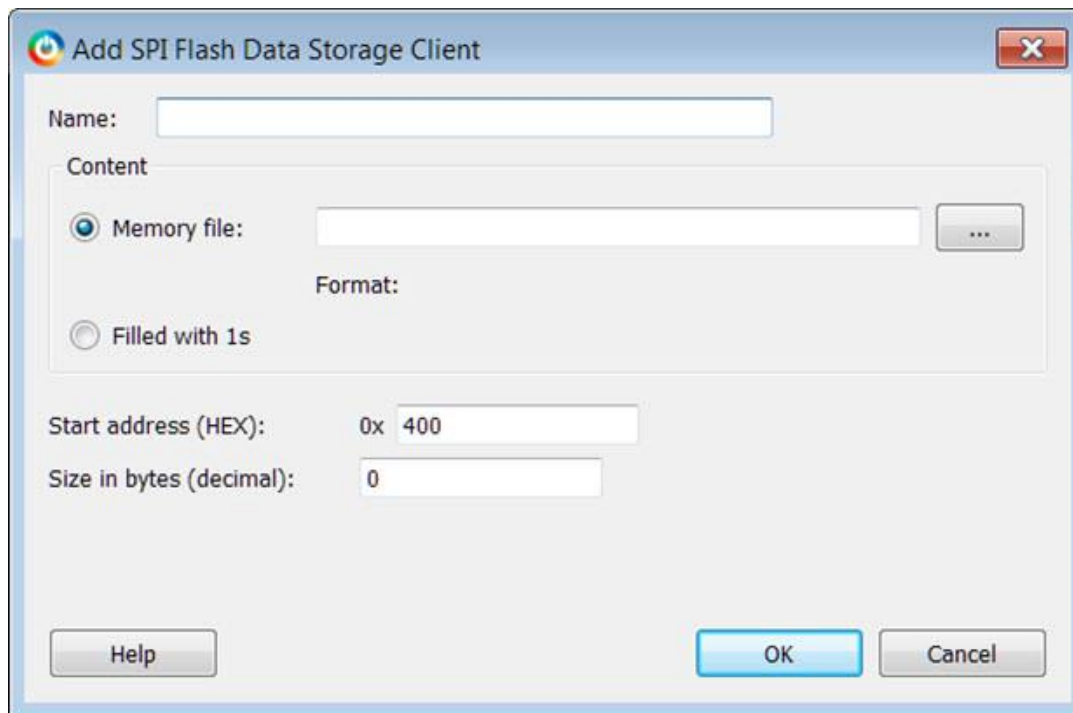 Add SPI Flash Data Storage Client
Name:
Content
Memory file:
...
Format:
Filled with 1s
Start address (HEX): 0x 400
Size in bytes (decimal): 0
Help OK Cancel